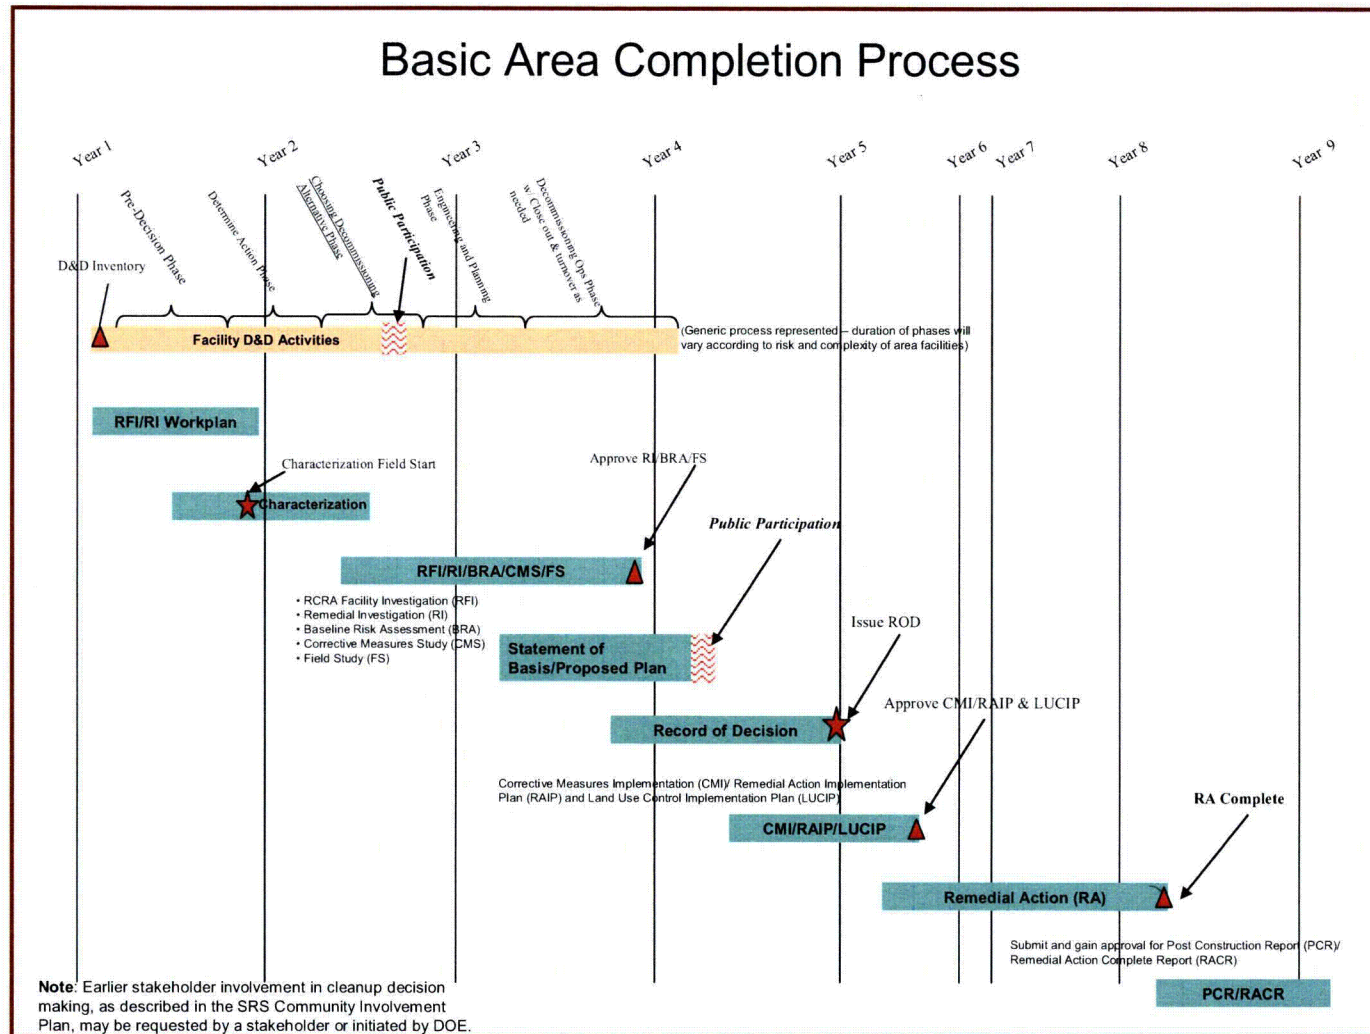 Basic Area Completion Process
Year 1
Year 2
Year 3
Year 4
Year 5
Year 6
Year 7
Year 8
Year 9
D&D Inventory
Pre-Decision Phase
Determine Action Phase
Choosing Decommissioning
Alternative Phase
Public Participation
Engineering and Planning
Phase
Decommissioning Ops Phase
w/ Close out & turnover as
needed
Facility D&D Activities
(Generic process represented – duration of phases will
vary according to risk and complexity of area facilities)
RFI/RI Workplan
Characterization Field Start
Characterization
Approve RI/BRA/FS
RFI/RI/BRA/CMS/FS
• RCRA Facility Investigation (RFI)
• Remedial Investigation (RI)
• Baseline Risk Assessment (BRA)
• Corrective Measures Study (CMS)
• Field Study (FS)
Public Participation
Statement of
Basis/Proposed Plan
Issue ROD
Record of Decision
Approve CMI/RAIP & LUCIP
Corrective Measures Implementation (CMI)/ Remedial Action Implementation
Plan (RAIP) and Land Use Control Implementation Plan (LUCIP)
CMI/RAIP/LUCIP
RA Complete
Remedial Action (RA)
Submit and gain approval for Post Construction Report (PCR)/
Remedial Action Complete Report (RACR)
PCR/RACR
Note: Earlier stakeholder involvement in cleanup decision
making, as described in the SRS Community Involvement
Plan, may be requested by a stakeholder or initiated by DOE.